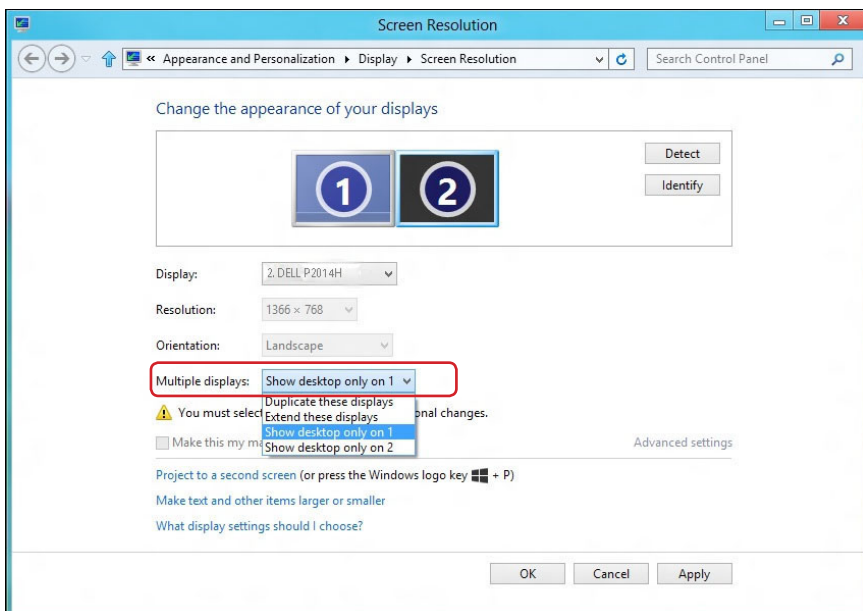 Screen Resolution
« Appearance and Personalization Display Screen Resolution Search Control Panel
Change the appearance of your displays
1 2
Detect
Identify
Display: 2. DELL P2014H
Resolution: 1366 × 768
Orientation: Landscape
Multiple displays: Show desktop only on 1
Duplicate these displays
You must select onal changes.
Extend these displays
Show desktop only on 1
Make this my m Advanced settings
Show desktop only on 2
Project to a second screen (or press the Windows logo key + P)
Make text and other items larger or smaller
What display settings should I choose?
OK Cancel Apply